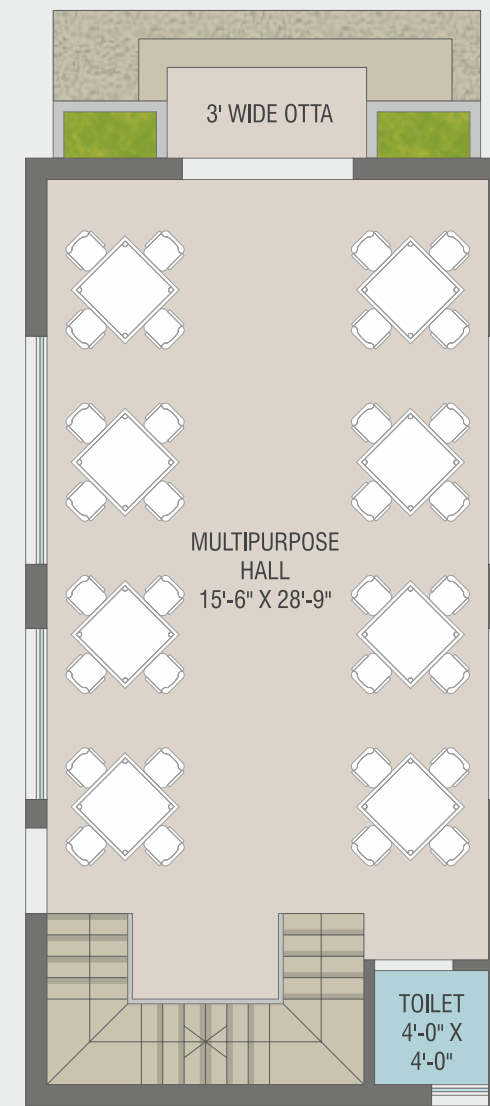 3' WIDE OTTA
MULTIPURPOSE
HALL
15'-6" X 28'-9"
TOILET
4'-0" X
4'-0"